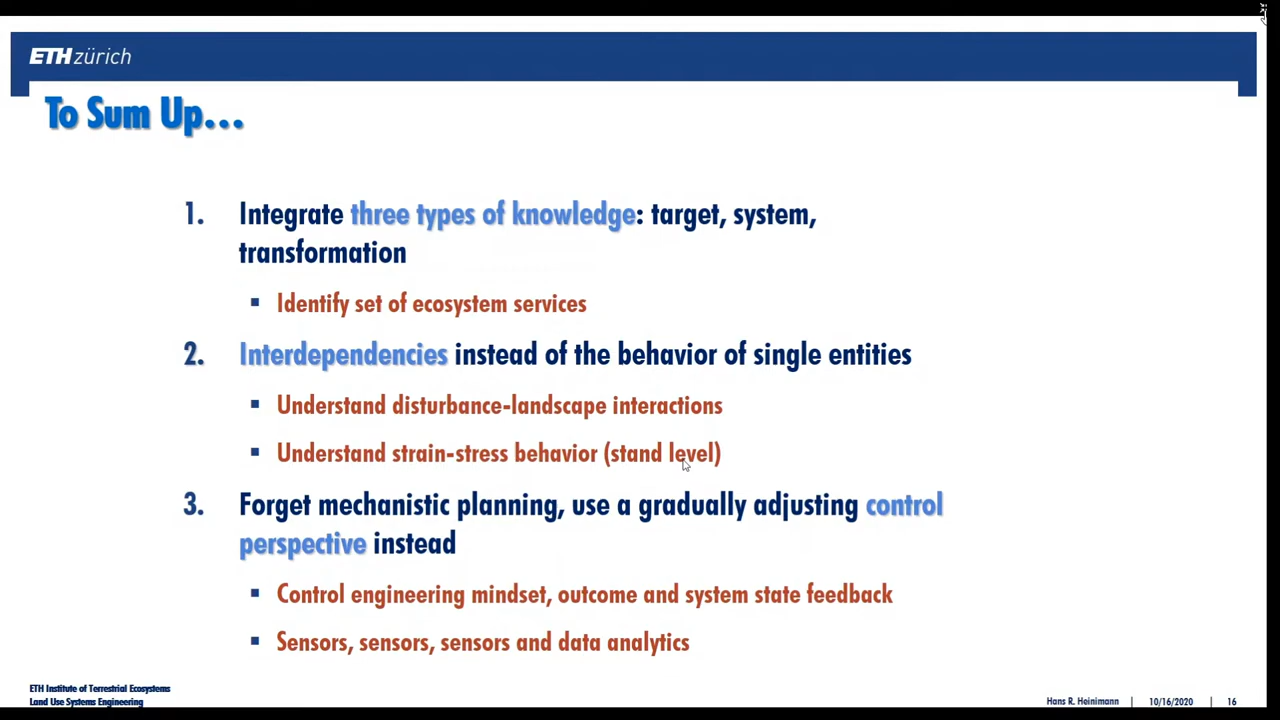 ETH zürich
To Sum Up...
1. Integrate three types of knowledge: target, system,
transformation
▪ Identify set of ecosystem services
2. Interdependencies instead of the behavior of single entities
▪ Understand disturbance-landscape interactions
▪ Understand strain-stress behavior (stand level)
3. Forget mechanistic planning, use a gradually adjusting control
perspective instead
▪ Control engineering mindset, outcome and system state feedback
▪ Sensors, sensors, sensors and data analytics
ETH Institute of Terrestrial Ecosystems
Land Use Systems Engineering
Hans R. Heinimann | 10/16/2020 | 16